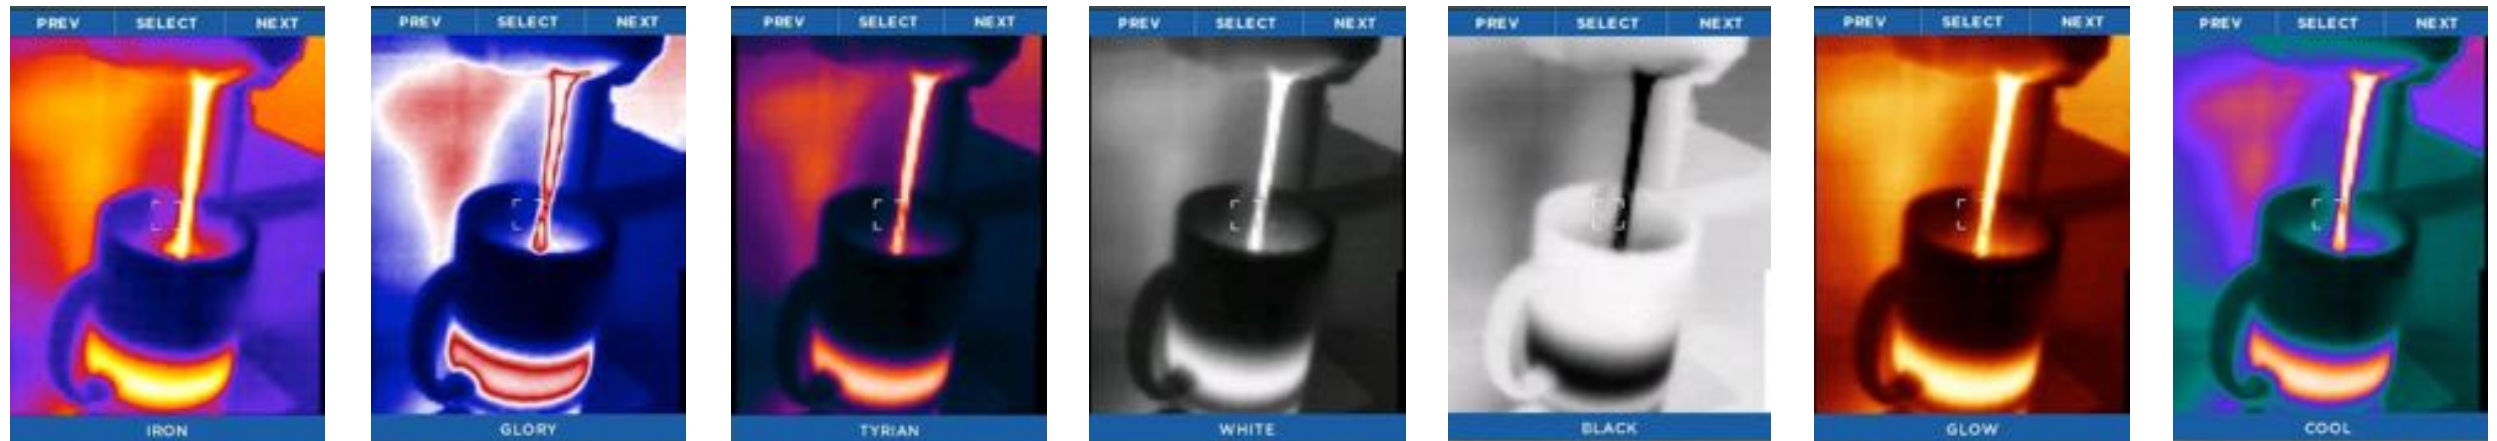 PREV SELECT NEXT
IRON
PREV SELECT NEXT
GLORY
PREV SELECT NEXT
TYRIAN
PREV SELECT NEXT
WHITE
PREV SELECT NEXT
BLACK
PREV SELECT NEXT
GLOW
PREV SELECT NEXT
COOL